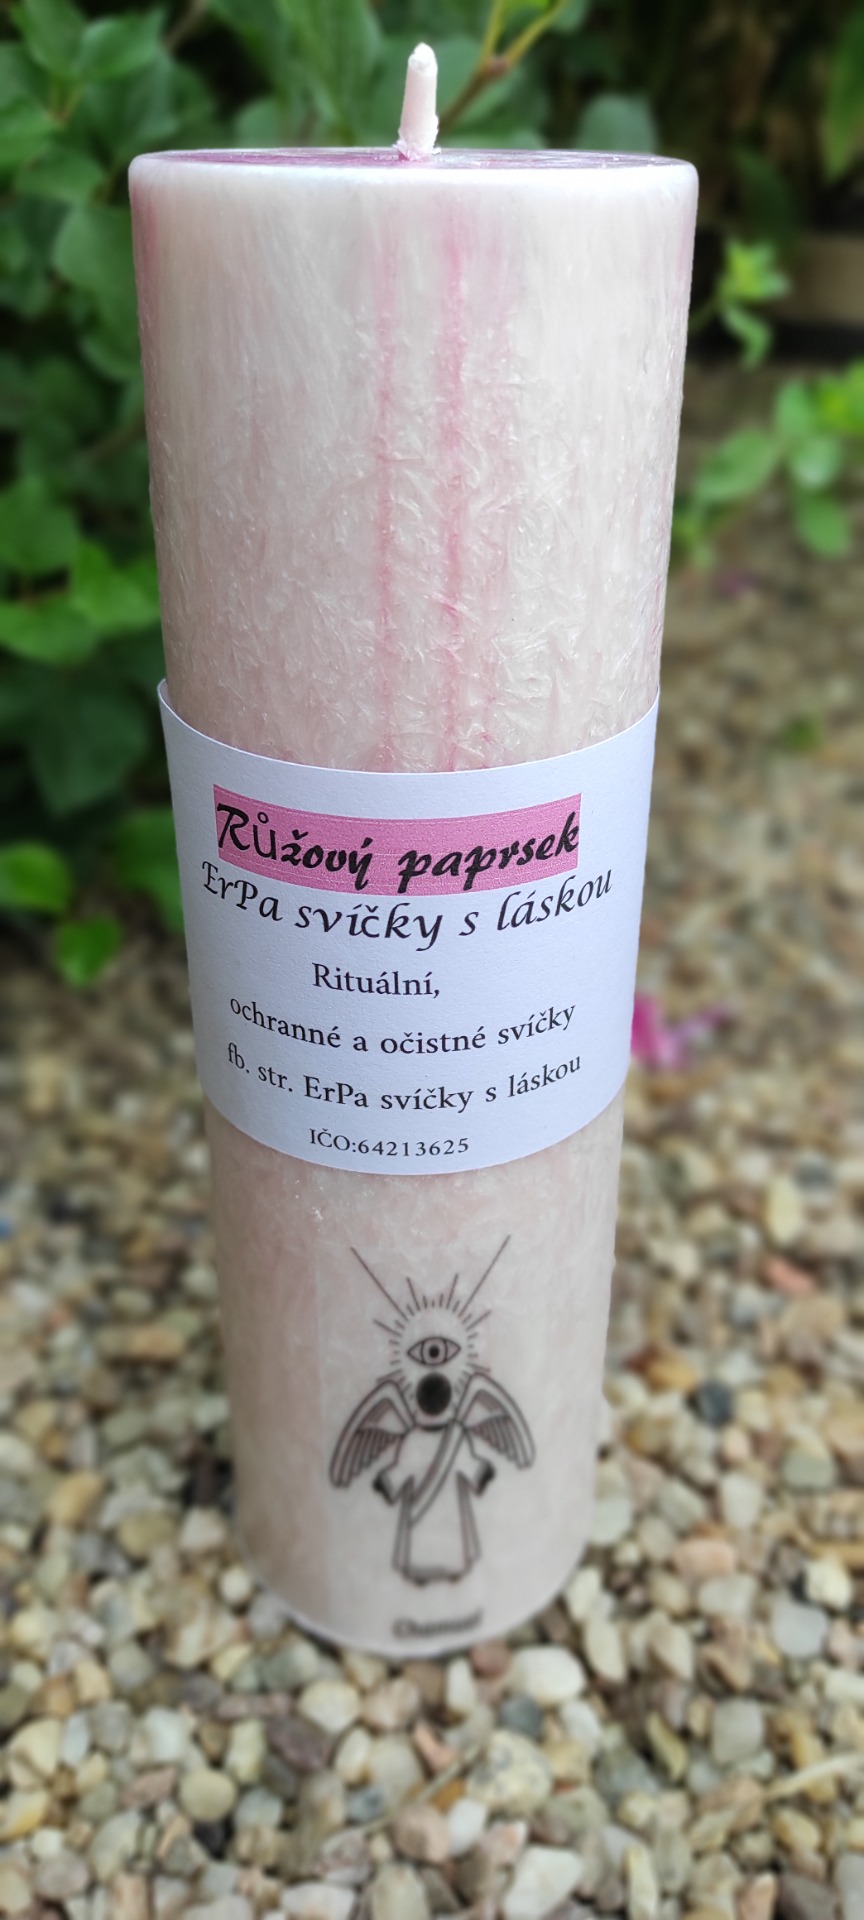 Růžový paprsek
ErPa svíčky s láskou
Rituální,
ochranné a očistné svíčky
fb. str. ErPa svíčky s láskou
IČO:64213625